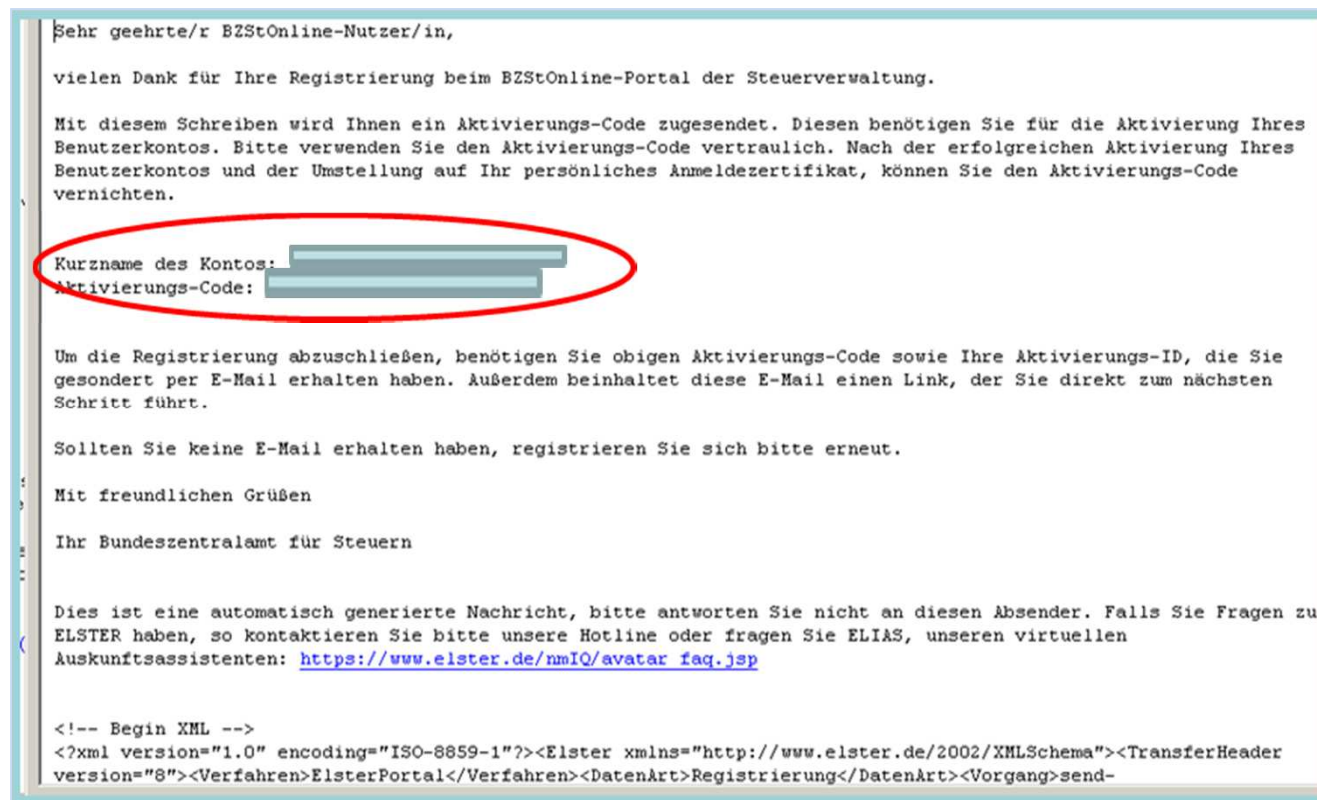 Sehr geehrte/r BZStOnline-Nutzer/in,
vielen Dank für Ihre Registrierung beim BZStOnline-Portal der Steuerverwaltung.
Mit diesem Schreiben wird Ihnen ein Aktivierungs-Code zugesendet. Diesen benötigen Sie für die Aktivierung Ihres
Benutzerkontos. Bitte verwenden Sie den Aktivierungs-Code vertraulich. Nach der erfolgreichen Aktivierung Ihres
Benutzerkontos und der Umstellung auf Ihr persönliches Anmeldezertifikat, können Sie den Aktivierungs-Code
vernichten.
Kurzname des Kontos:
Aktivierungs-Code:
Um die Registrierung abzuschließen, benötigen Sie obigen Aktivierungs-Code sowie Ihre Aktivierungs-ID, die Sie
gesondert per E-Mail erhalten haben. Außerdem beinhaltet diese E-Mail einen Link, der Sie direkt zum nächsten
Schritt führt.
Sollten Sie keine E-Mail erhalten haben, registrieren Sie sich bitte erneut.
Mit freundlichen Grüßen
Ihr Bundeszentralamt für Steuern
Dies ist eine automatisch generierte Nachricht, bitte antworten Sie nicht an diesen Absender. Falls Sie Fragen zu
ELSTER haben, so kontaktieren Sie bitte unsere Hotline oder fragen Sie ELIAS, unseren virtuellen
Auskunftsassistenten: https://www.elster.de/nmIQ/avatar_faq.jsp
<!-- Begin XML -->
<?xml version="1.0" encoding="ISO-8859-1"?><Elster xmlns="http://www.elster.de/2002/XMLSchema"><TransferHeader
version="8"><Verfahren>ElsterPortal</Verfahren><DatenArt>Registrierung</DatenArt><Vorgang>send-